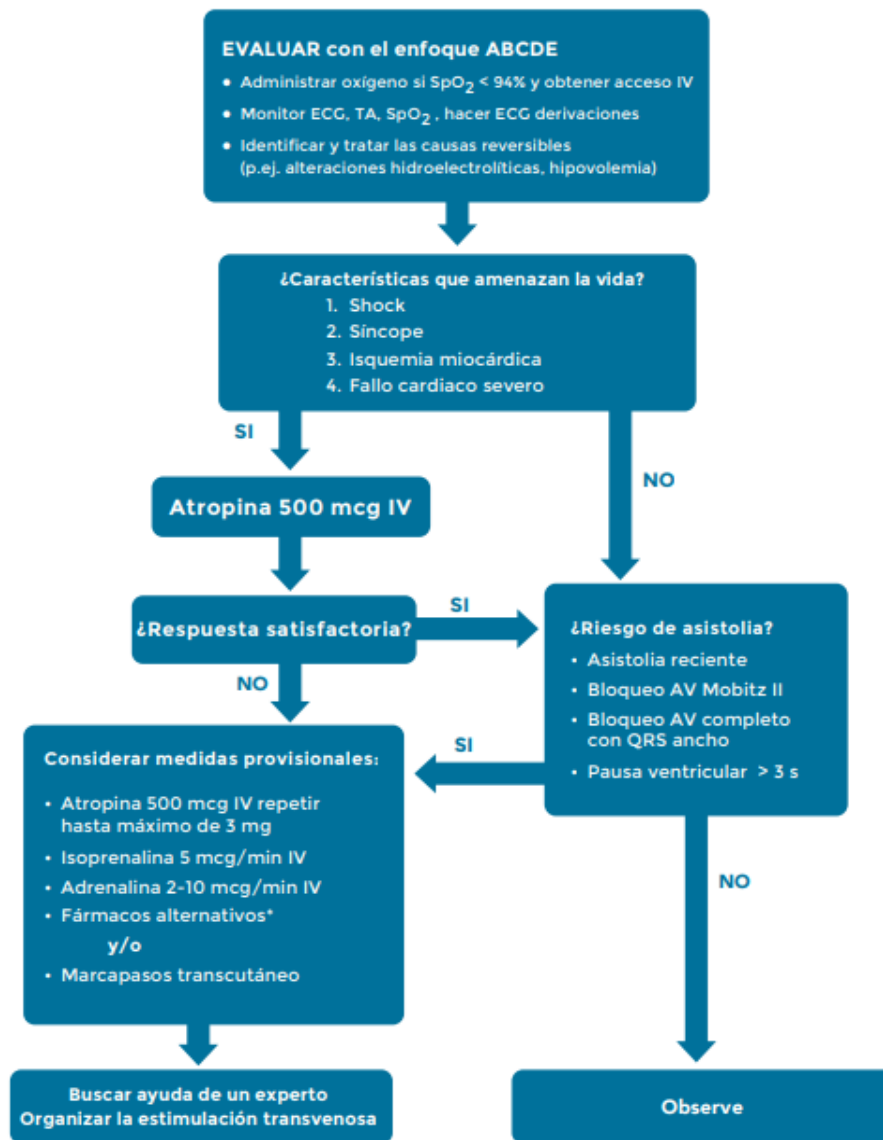 EVALUAR con el enfoque ABCDE
• Administrar oxígeno si SpO2 < 94% y obtener acceso IV
• Monitor ECG, TA, SpO2 , hacer ECG derivaciones
• Identificar y tratar las causas reversibles
(p.ej. alteraciones hidroelectrolíticas, hipovolemia)
¿Características que amenazan la vida?
1. Shock
2. Síncope
3. Isquemia miocárdica
4. Fallo cardiaco severo
SI
NO
Atropina 500 mcg IV
¿Respuesta satisfactoria?
SI
NO
¿Riesgo de asistolia?
• Asistolia reciente
• Bloqueo AV Mobitz II
• Bloqueo AV completo
con QRS ancho
• Pausa ventricular > 3 s
SI
NO
Considerar medidas provisionales:
• Atropina 500 mcg IV repetir
hasta máximo de 3 mg
• Isoprenalina 5 mcg/min IV
• Adrenalina 2-10 mcg/min IV
• Fármacos alternativos*
y/o
• Marcapasos transcutáneo
Buscar ayuda de un experto
Organizar la estimulación transvenosa
Observe